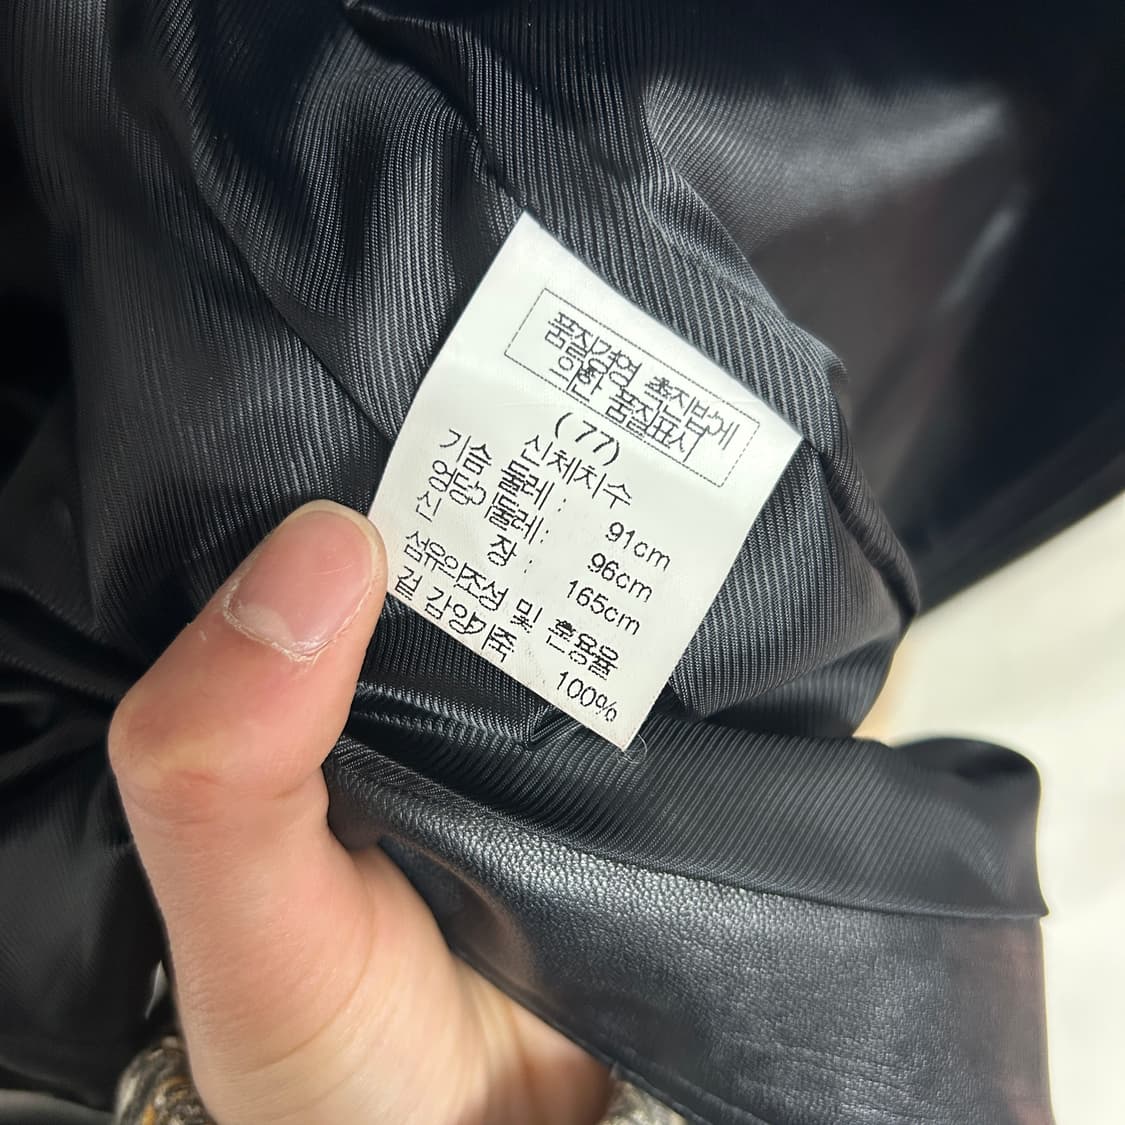 품질경영 촉진법에
의한 품질표시
(77)
신체치수
가슴 둘레 : 91cm
엉덩이둘레: 96cm
신 장 : 165cm
섬유의조성 및 혼용율
겉 감양가죽 100%